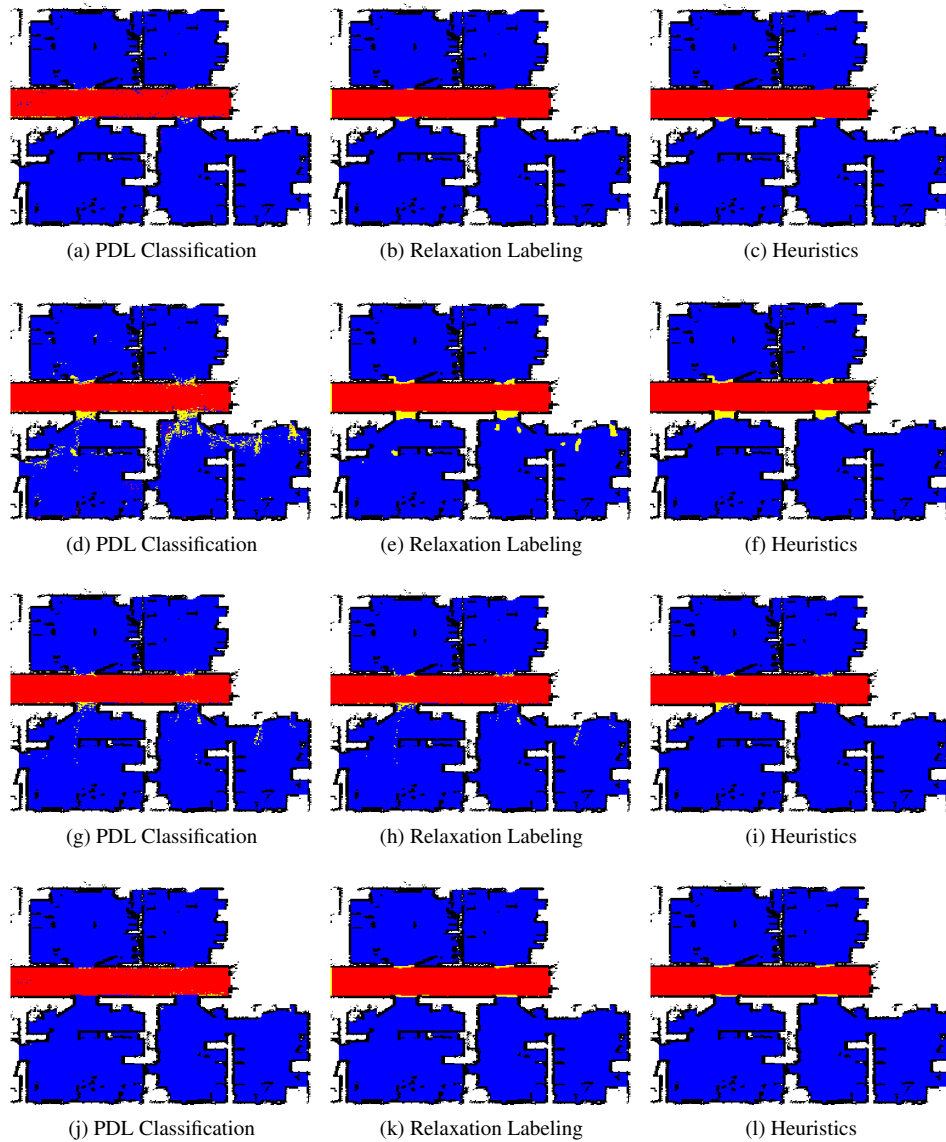 (a) PDL Classification
(b) Relaxation Labeling
(c) Heuristics
(d) PDL Classification
(e) Relaxation Labeling
(f) Heuristics
(g) PDL Classification
(h) Relaxation Labeling
(i) Heuristics
(j) PDL Classification
(k) Relaxation Labeling
(l) Heuristics